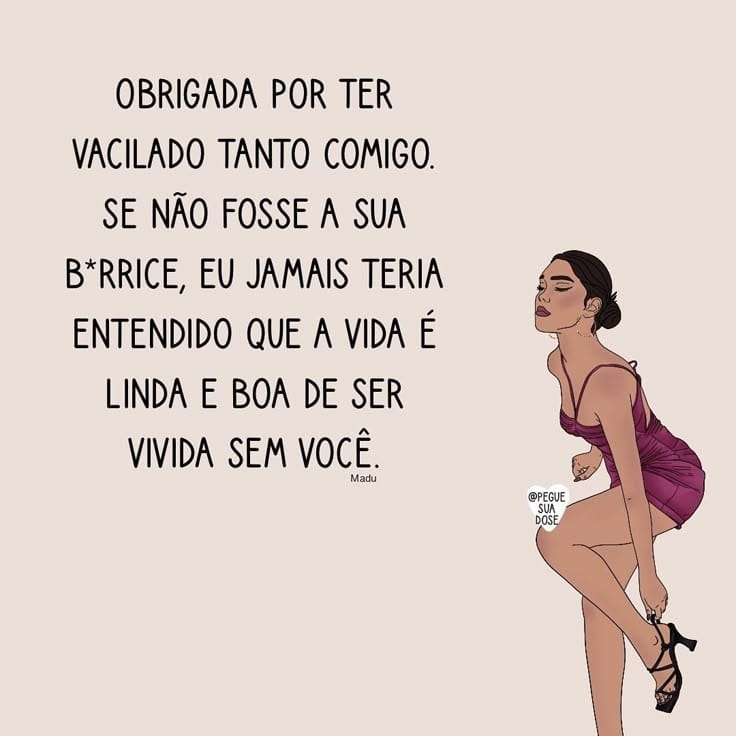 OBRIGADA POR TER
VACILADO TANTO COMIGO.
SE NÃO FOSSE A SUA
B*RRICE, EU JAMAIS TERIA
ENTENDIDO QUE A VIDA É
LINDA E BOA DE SER
VIVIDA SEM VOCÊ.
Madu
@PEGUE
SUA
DOSE